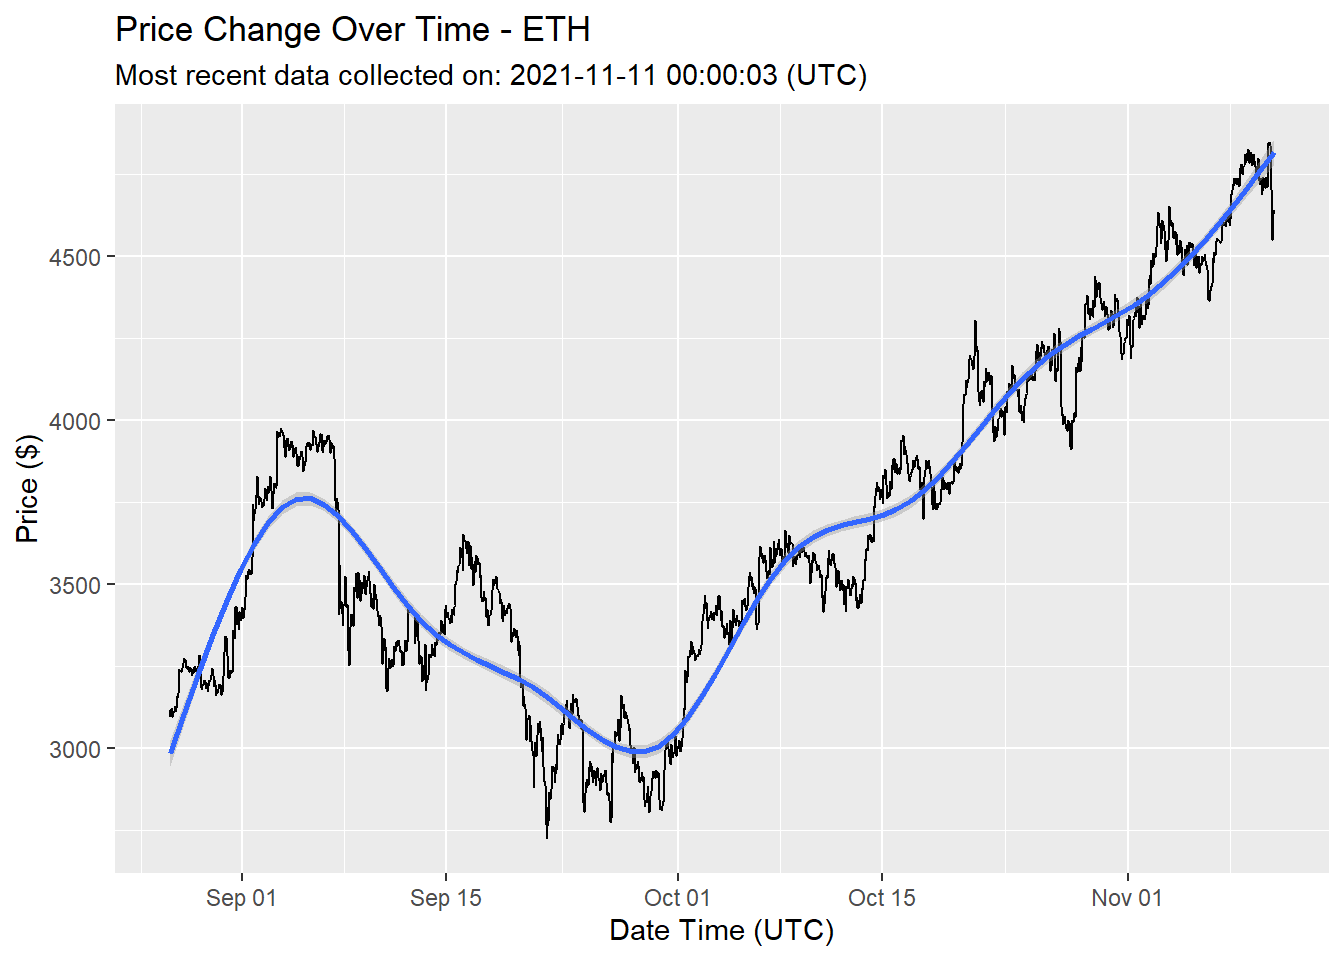 Price Change Over Time - ETH
Most recent data collected on: 2021-11-11 00:00:03 (UTC)
Price ($)
4500
4000
3500
3000
Sep 01
Sep 15
Oct 01
Oct 15
Nov 01
Date Time (UTC)